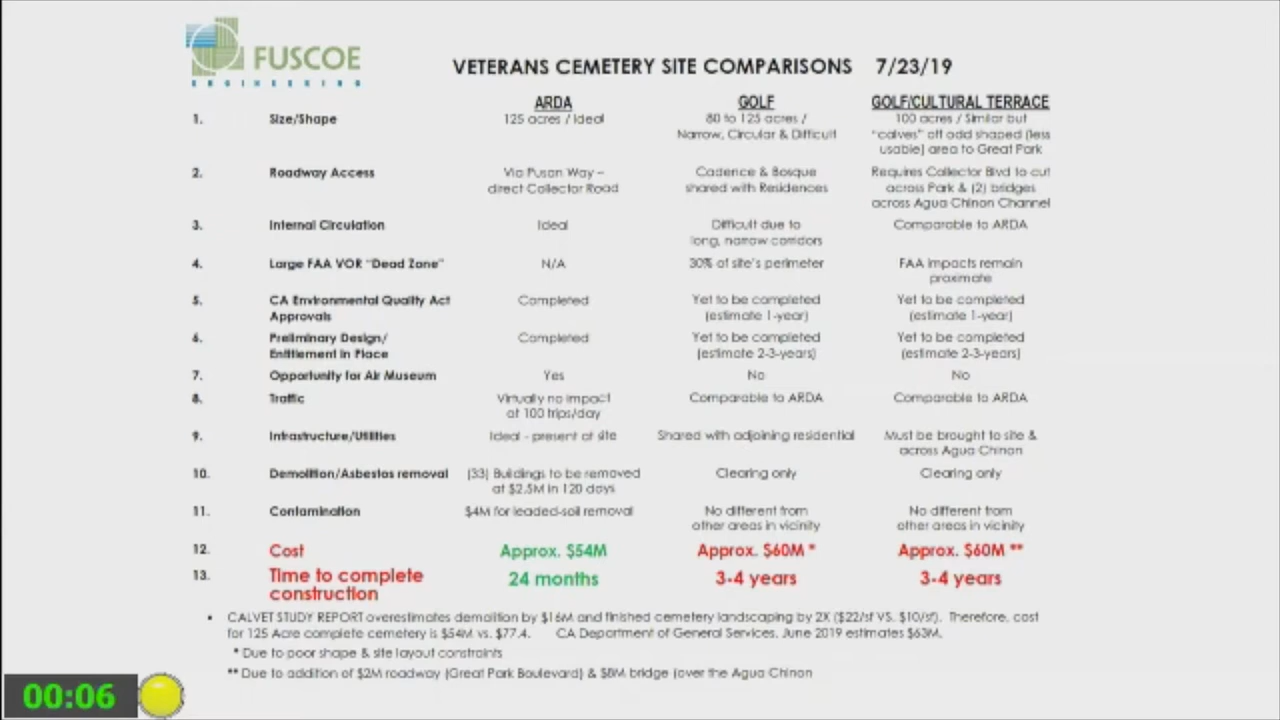 FUSCOE
ENGINEERING
VETERANS CEMETERY SITE COMPARISONS 7/23/19
ARDA GOLF GOLF/CULTURAL TERRACE
1. Size/Shape 125 acres / Ideal 80 to 125 acres / 100 acres / Similar but
Narrow, Circular & Difficult "calves" off odd shaped (less
usable) area to Great Park
2. Roadway Access Via Pusan Way – Cadence & Bosque Requires Collector Blvd to cut
direct Collector Road shared with Residences across Park & (2) bridges
across Agua Chinon Channel
3. Internal Circulation Ideal Difficult due to Comparable to ARDA
long, narrow corridors
4. Large FAA VOR "Dead Zone" N/A 30% of site's perimeter FAA impacts remain
proximate
5. CA Environmental Quality Act Completed Yet to be completed Yet to be completed
Approvals (estimate 1-year) (estimate 1-year)
6. Preliminary Design/ Completed Yet to be completed Yet to be completed
Entitlement in Place (estimate 2-3-years) (estimate 2-3-years)
7. Opportunity for Air Museum Yes No No
8. Traffic Virtually no impact Comparable to ARDA Comparable to ARDA
at 100 trips/day
9. Infrastructure/Utilities Ideal - present at site Shared with adjoining residential Must be brought to site &
across Agua Chinon
10. Demolition/Asbestos removal (33) Buildings to be removed Clearing only Clearing only
at $2.5M in 120 days
11. Contamination $4M for leaded-soil removal No different from No different from
other areas in vicinity other areas in vicinity
12. Cost Approx. $54M Approx. $60M * Approx. $60M **
13. Time to complete 24 months 3-4 years 3-4 years
construction
• CALVET STUDY REPORT overestimates demolition by $16M and finished cemetery landscaping by 2X ($22/sf VS. $10/sf). Therefore, cost
for 125 Acre complete cemetery is $54M vs. $77.4. CA Department of General Services, June 2019 estimates $63M.
* Due to poor shape & site layout constraints
** Due to addition of $2M roadway (Great Park Boulevard) & $8M bridge (over the Agua Chinon
00:06